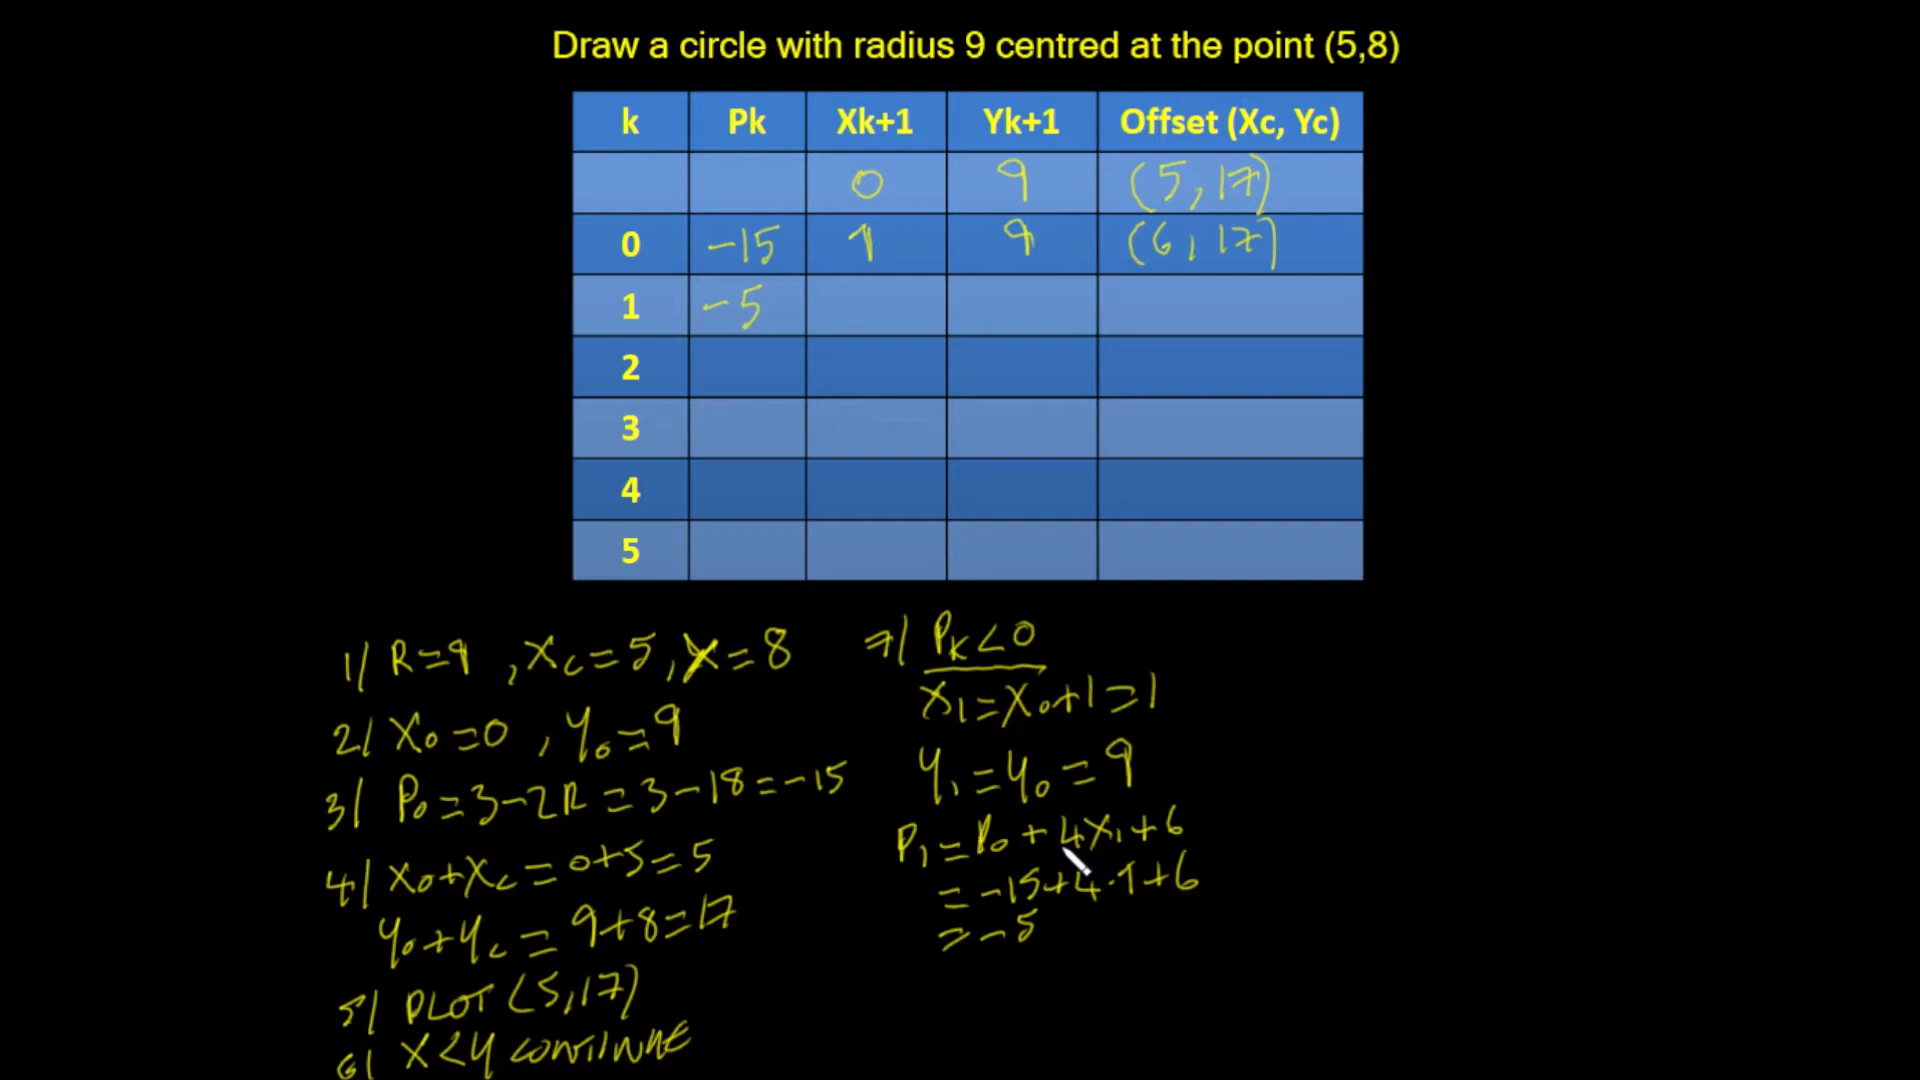 Draw a circle with radius 9 centred at the point (5,8)
k Pk Xk+1 Yk+1 Offset (Xc, Yc)
0 9 (5,17)
0 -15 1 9 (6,17)
1 -5
2
3
4
5
1/ R=9 , Xc=5, Y=8
2/ X0=0 , Y0=9
3/ P0=3-2R=3-18=-15
4/ X0+Xc=0+5=5
Y0+Yc=9+8=17
5/ PLOT (5,17)
6/ X<Y CONTINUE
7/ PK<0
X1=X0+1=1
Y1=Y0=9
P1=P0+4X1+6
=-15+4·1+6
=-5